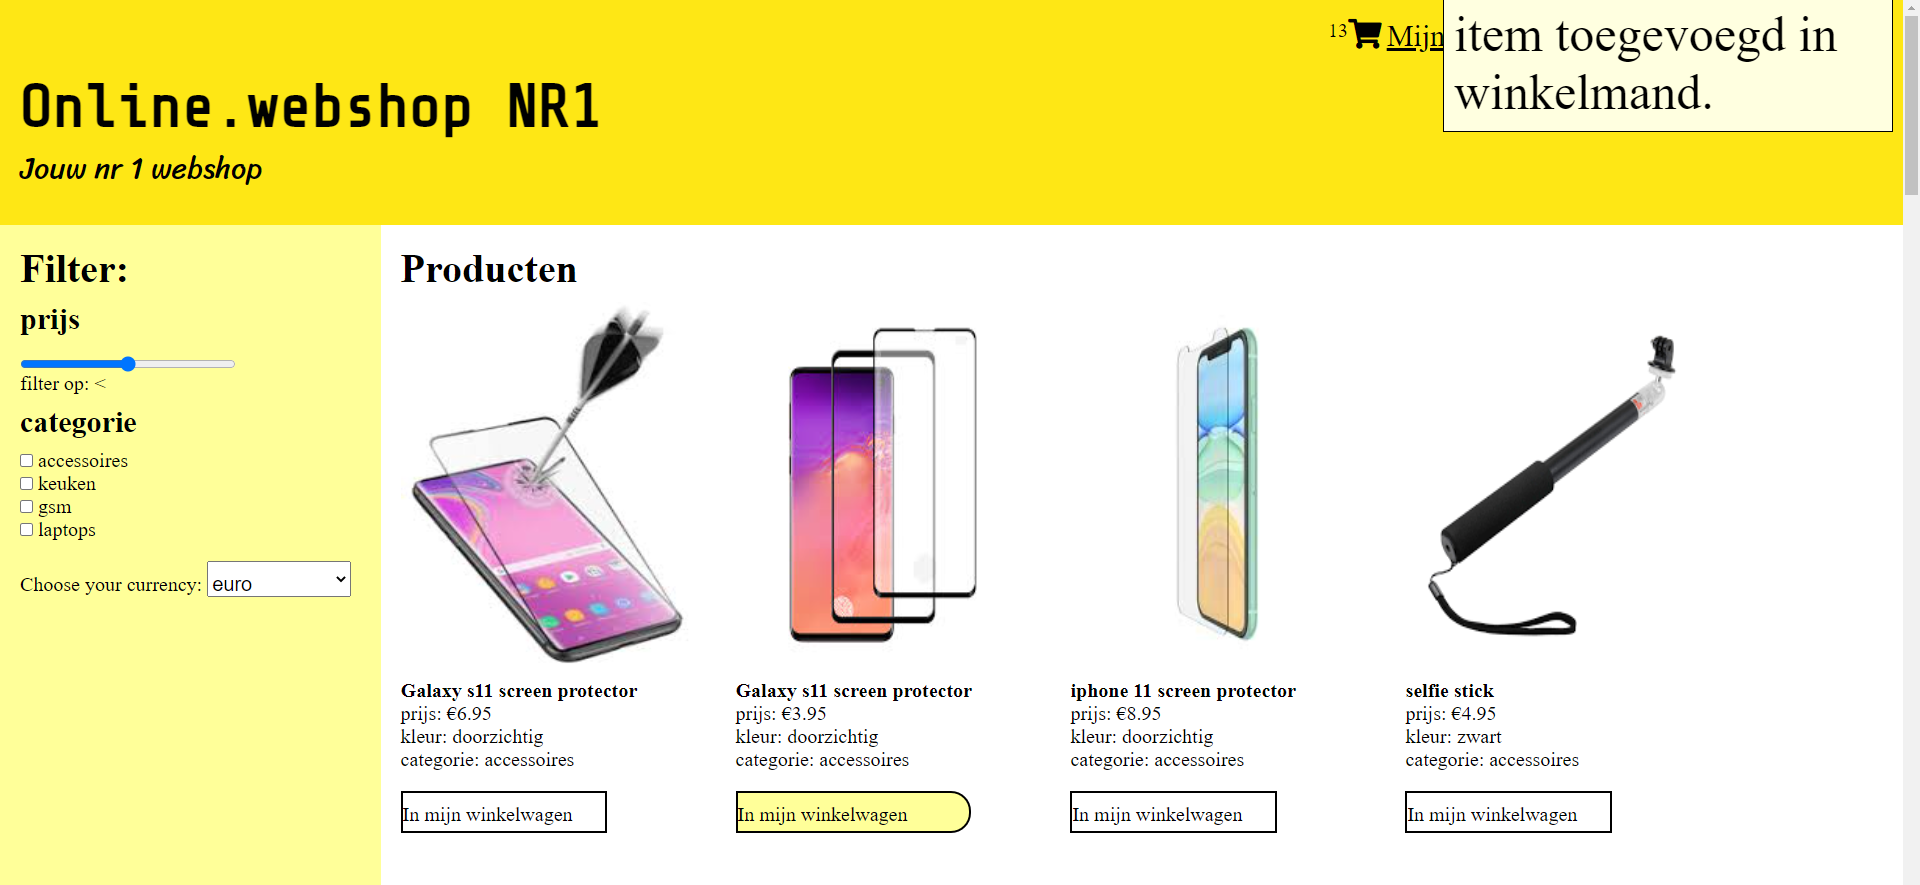 13 Mijn
item toegevoegd in
winkelmand.
Online.webshop NR1
Jouw nr 1 webshop
Filter:
prijs
filter op: <
categorie
accessoires
keuken
gsm
laptops
Choose your currency: euro
Producten
Galaxy s11 screen protector
prijs: €6.95
kleur: doorzichtig
categorie: accessoires
In mijn winkelwagen
Galaxy s11 screen protector
prijs: €3.95
kleur: doorzichtig
categorie: accessoires
In mijn winkelwagen
iphone 11 screen protector
prijs: €8.95
kleur: doorzichtig
categorie: accessoires
In mijn winkelwagen
selfie stick
prijs: €4.95
kleur: zwart
categorie: accessoires
In mijn winkelwagen